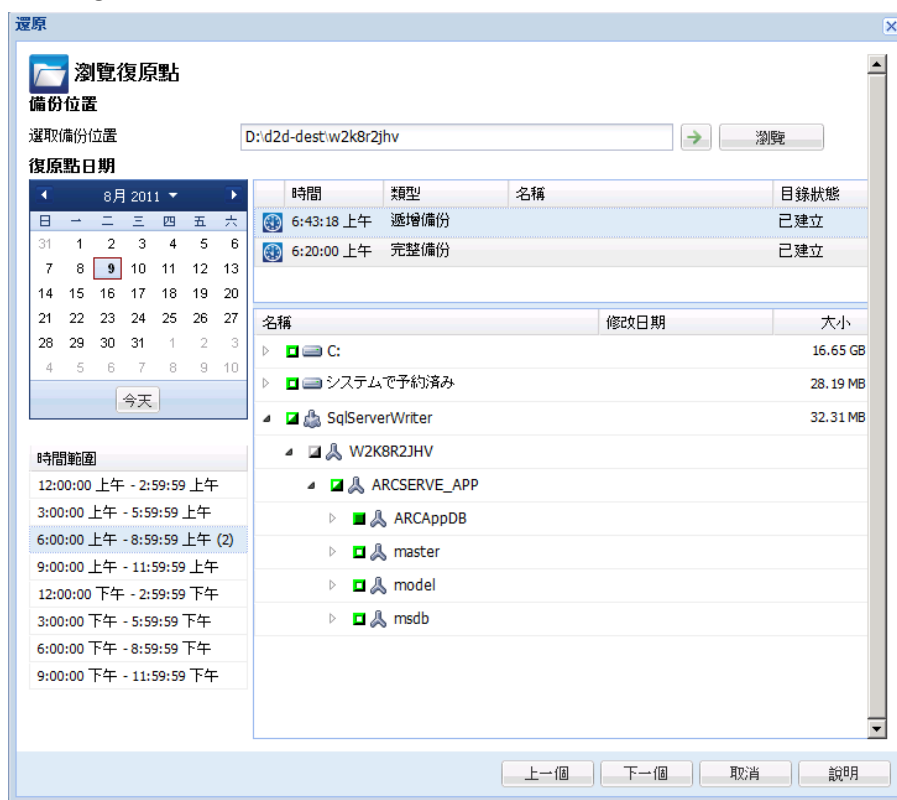 還原
瀏覽復原點
備份位置
選取備份位置 D:\d2d-dest\w2k8r2jhv 瀏覽
復原點日期
8月 2011
日 一 二 三 四 五 六
31 1 2 3 4 5 6
7 8 9 10 11 12 13
14 15 16 17 18 19 20
21 22 23 24 25 26 27
28 29 30 31 1 2 3
4 5 6 7 8 9 10
今天
時間範圍
12:00:00 上午 - 2:59:59 上午
3:00:00 上午 - 5:59:59 上午
6:00:00 上午 - 8:59:59 上午 (2)
9:00:00 上午 - 11:59:59 上午
12:00:00 下午 - 2:59:59 下午
3:00:00 下午 - 5:59:59 下午
6:00:00 下午 - 8:59:59 下午
9:00:00 下午 - 11:59:59 下午
時間 類型 名稱 目錄狀態
6:43:18 上午 遞增備份 已建立
6:20:00 上午 完整備份 已建立
名稱 修改日期 大小
C: 16.65 GB
システムで予約済み 28.19 MB
SqlServerWriter 32.31 MB
W2K8R2JHV
ARCSERVE_APP
ARCAppDB
master
model
msdb
上一個 下一個 取消 說明